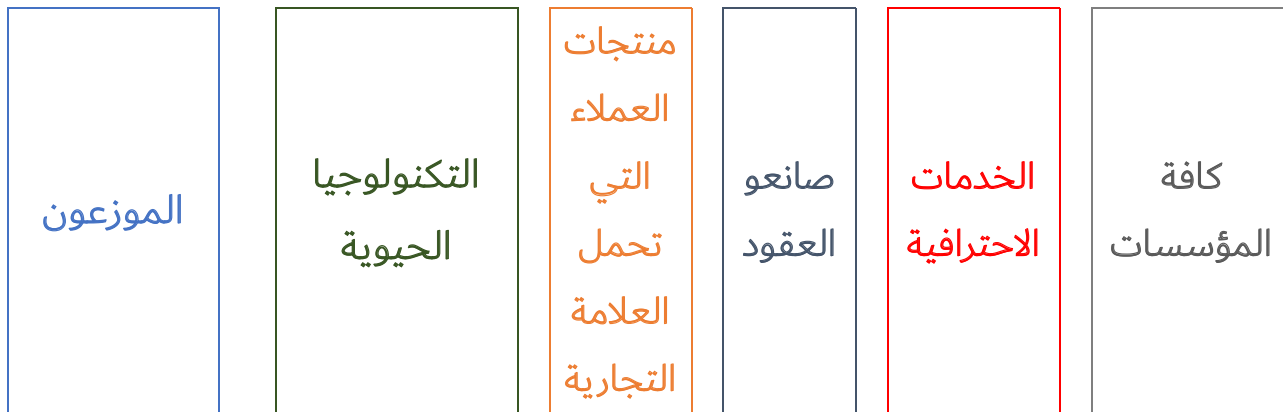 كافة
المؤسسات
الخدمات
الاحترافية
صانعو
العقود
منتجات
العملاء
التي
تحمل
العلامة
التجارية
التكنولوجيا
الحيوية
الموزعون